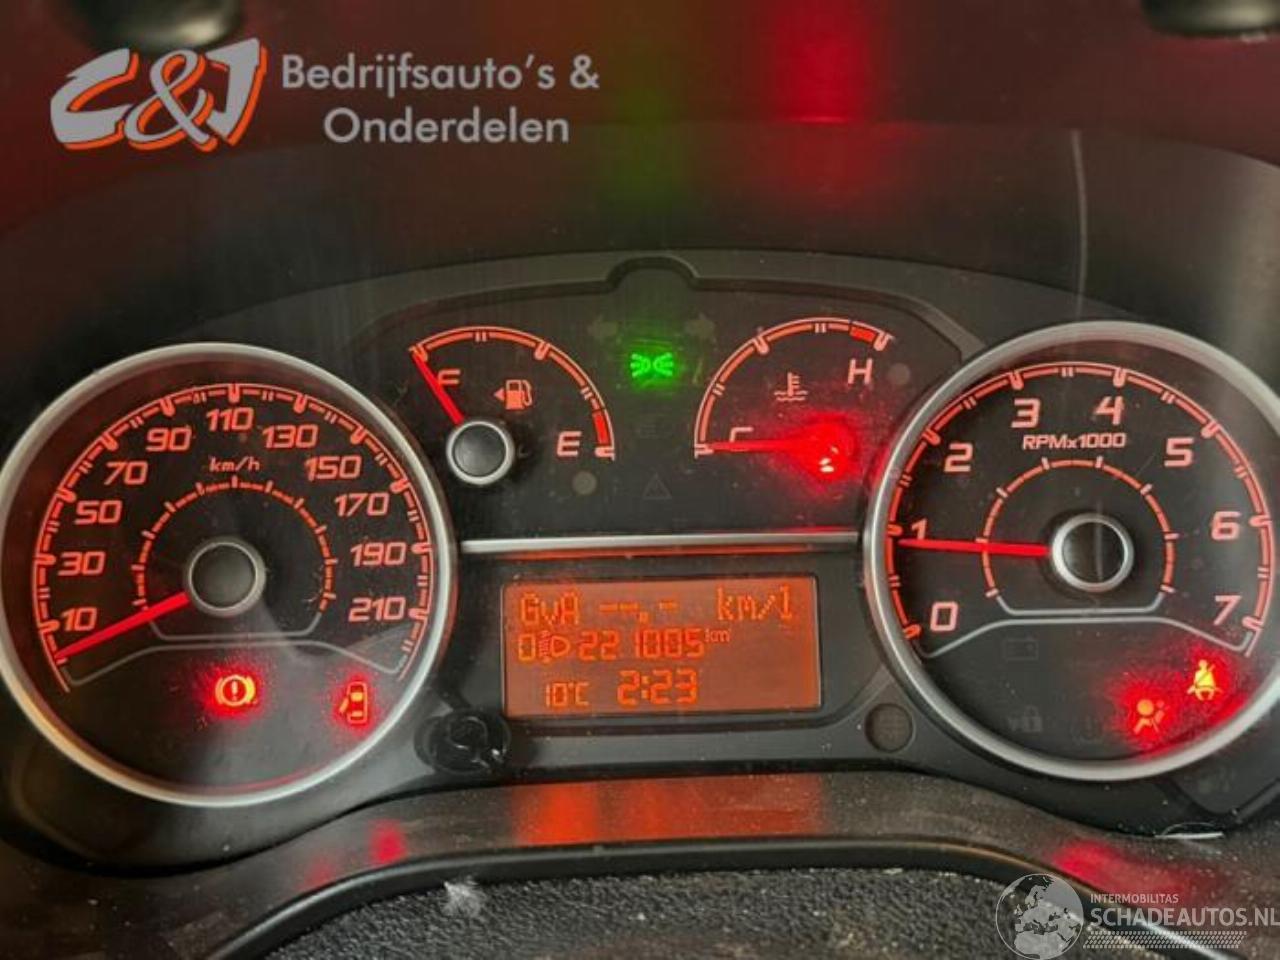 C&J Bedrijfsauto's &
Onderdelen
10 30 50 70 90 110 130 150 170 190 210
km/h
F E
C H
0 1 2 3 4 5 6 7
RPMx1000
GvA --.- km/l
0 221005 km
10°C 2:23
INTERMOBILITAS
SCHADEAUTOS.NL